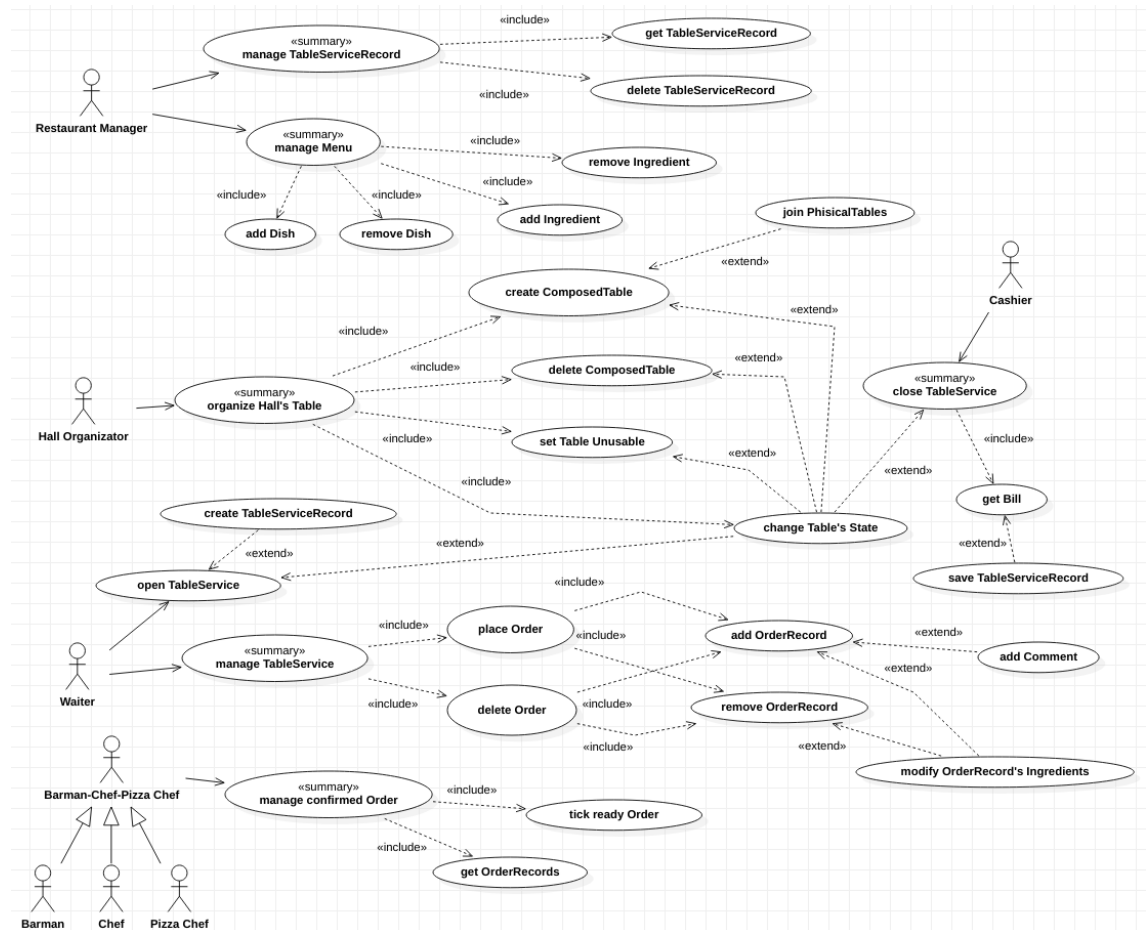 «include»
get TableServiceRecord
«summary»
manage TableServiceRecord
delete TableServiceRecord
«include»
Restaurant Manager
«summary»
manage Menu
«include»
remove Ingredient
«include»
«include»
«include»
add Ingredient
add Dish
remove Dish
join PhisicalTables
«extend»
Cashier
create ComposedTable
«extend»
«include»
«extend»
delete ComposedTable
«include»
«summary»
close TableService
«summary»
organize Hall's Table
Hall Organizator
«include»
set Table Unusable
«include»
«extend»
«extend»
«include»
get Bill
create TableServiceRecord
change Table's State
«extend»
«extend»
«extend»
open TableService
save TableServiceRecord
«include»
«include»
place Order
«include»
add OrderRecord
«extend»
add Comment
«summary»
manage TableService
«extend»
Waiter
«include»
delete Order
«include»
remove OrderRecord
«include»
«extend»
modify OrderRecord's Ingredients
Barman-Chef-Pizza Chef
«summary»
manage confirmed Order
«include»
tick ready Order
«include»
get OrderRecords
Barman
Chef
Pizza Chef